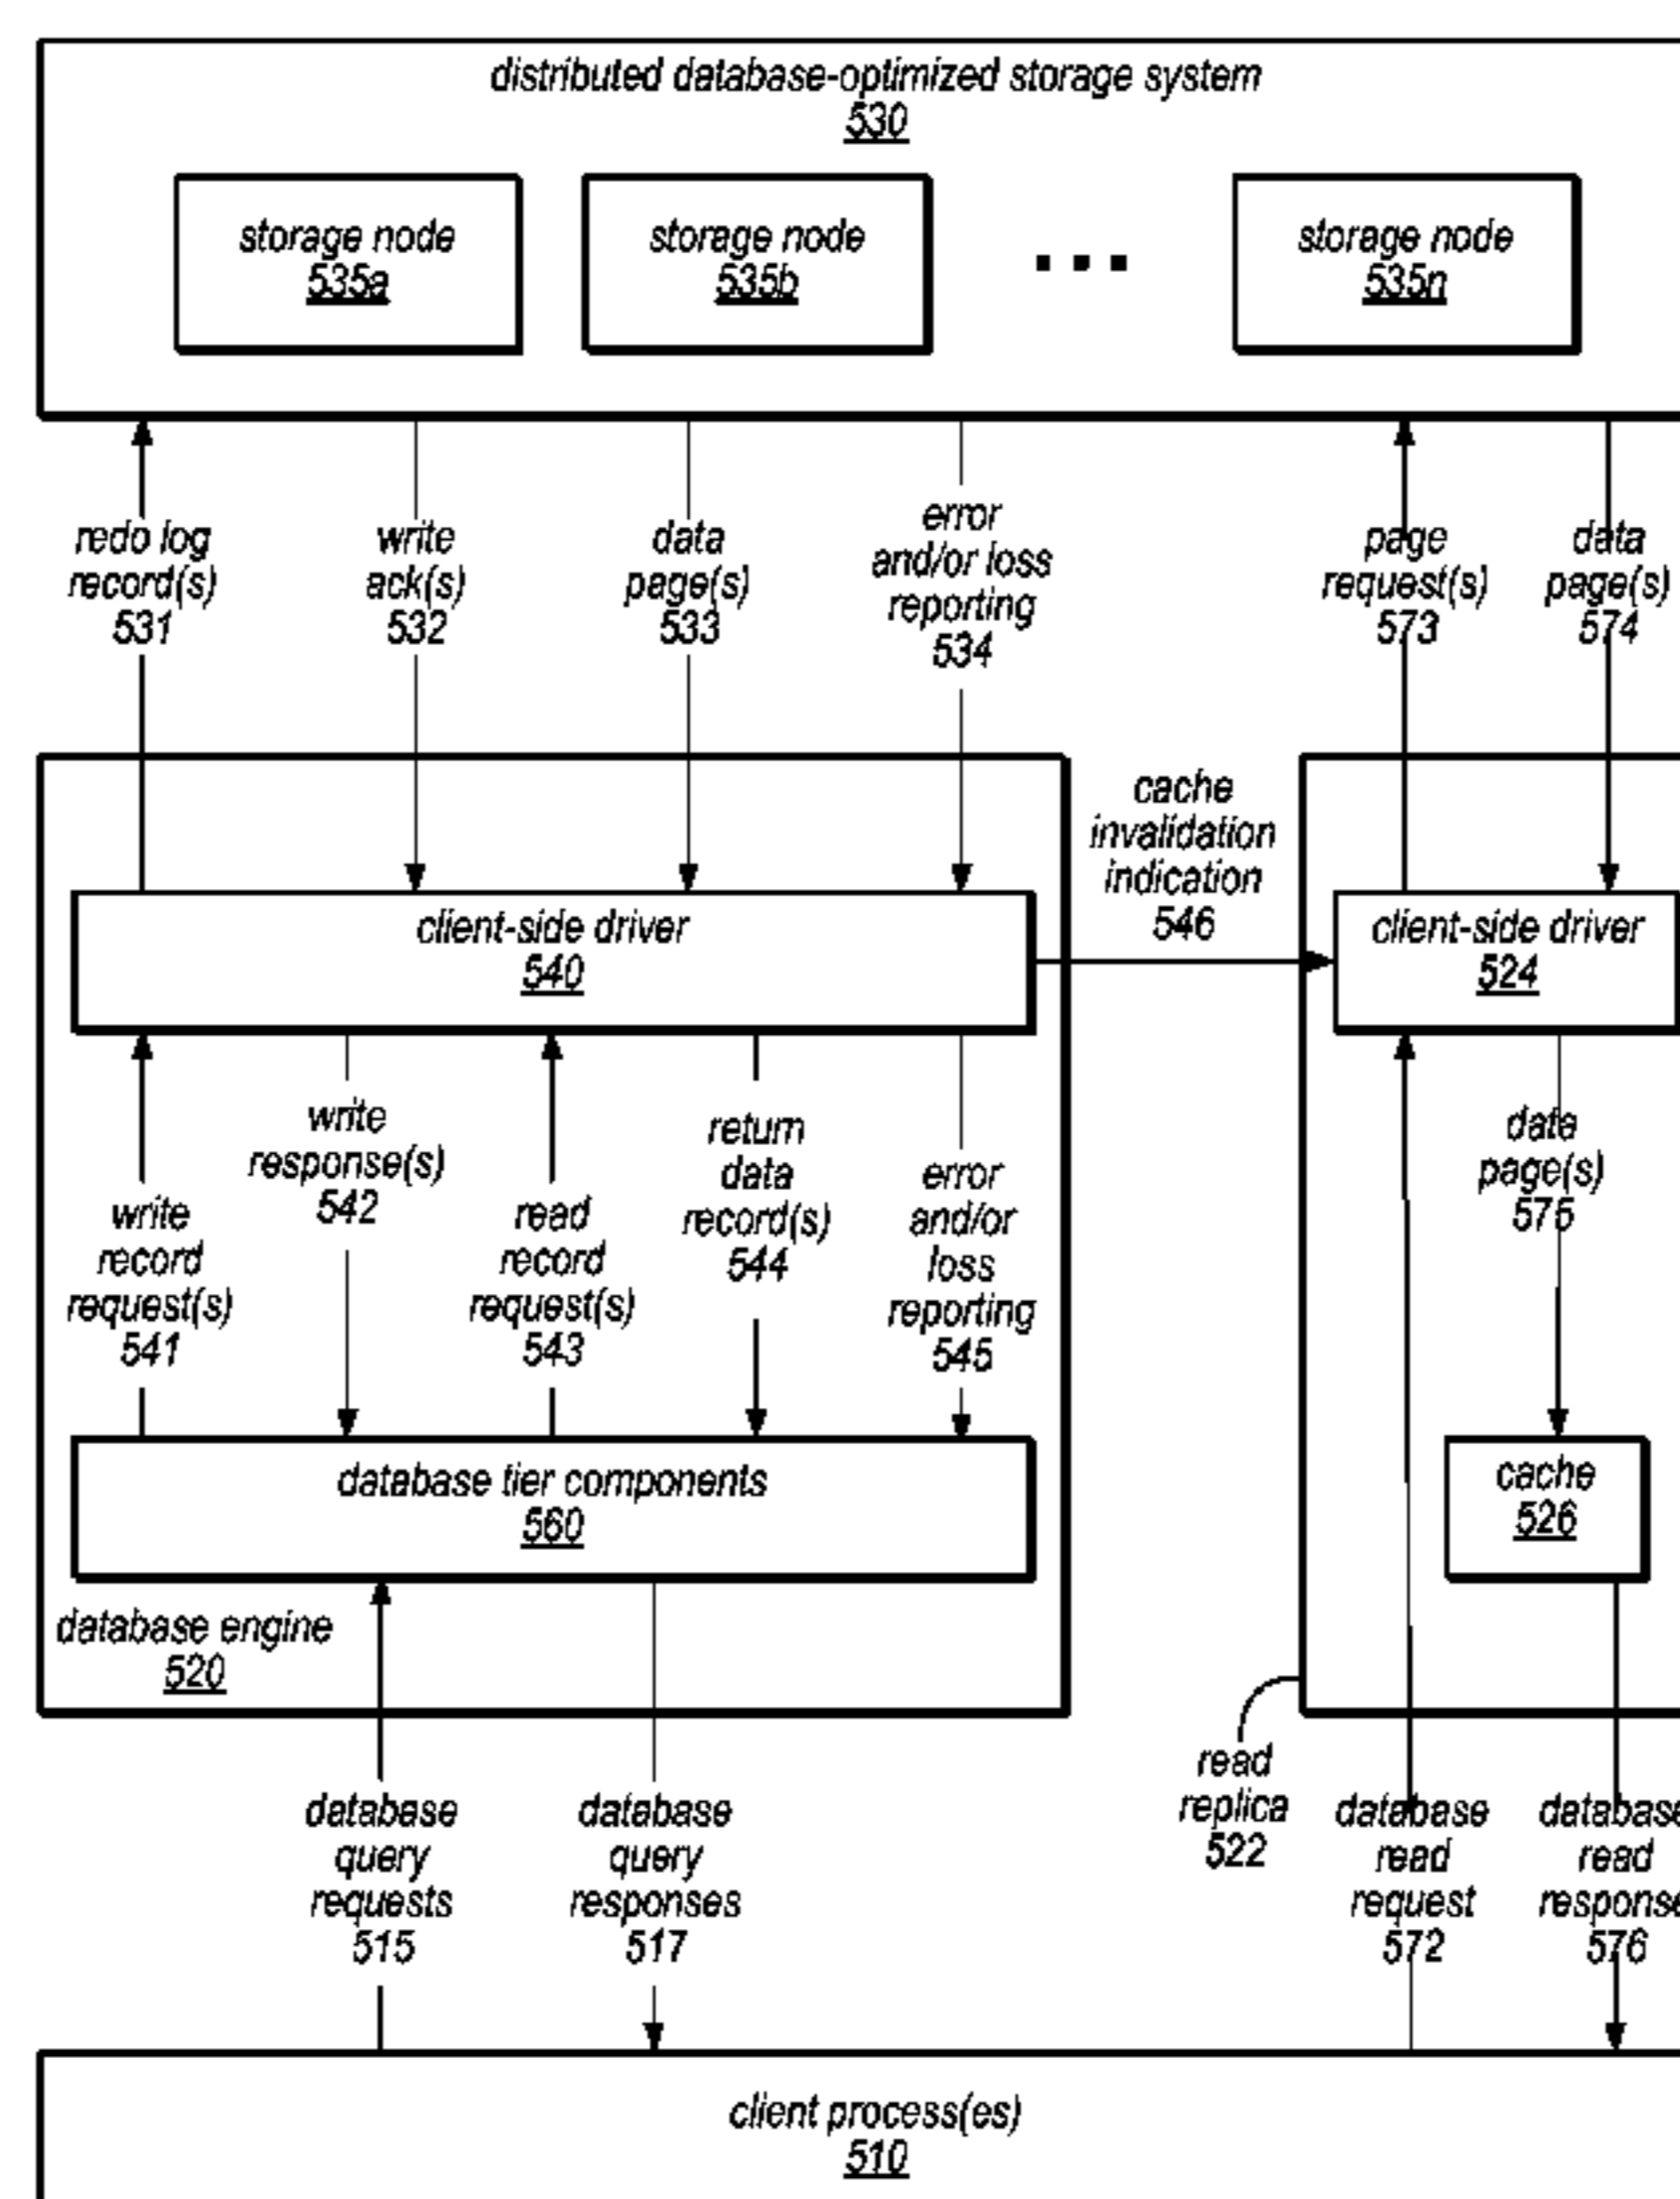 distributed database-optimized storage system
530
storage node
535a
storage node
535b
storage node
535n
redo log
record(s)
531
write
ack(s)
532
data
page(s)
533
error
and/or loss
reporting
534
page
request(s)
573
data
page(s)
574
cache
invalidation
indication
546
client-side driver
540
client-side driver
524
write
record
request(s)
541
write
response(s)
542
read
record
request(s)
543
return
data
record(s)
544
error
and/or
loss
reporting
545
data
page(s)
575
database tier components
560
cache
526
database engine
520
read
replica
522
database
query
requests
515
database
query
responses
517
database
read
request
572
database
read
response
576
client process(es)
510